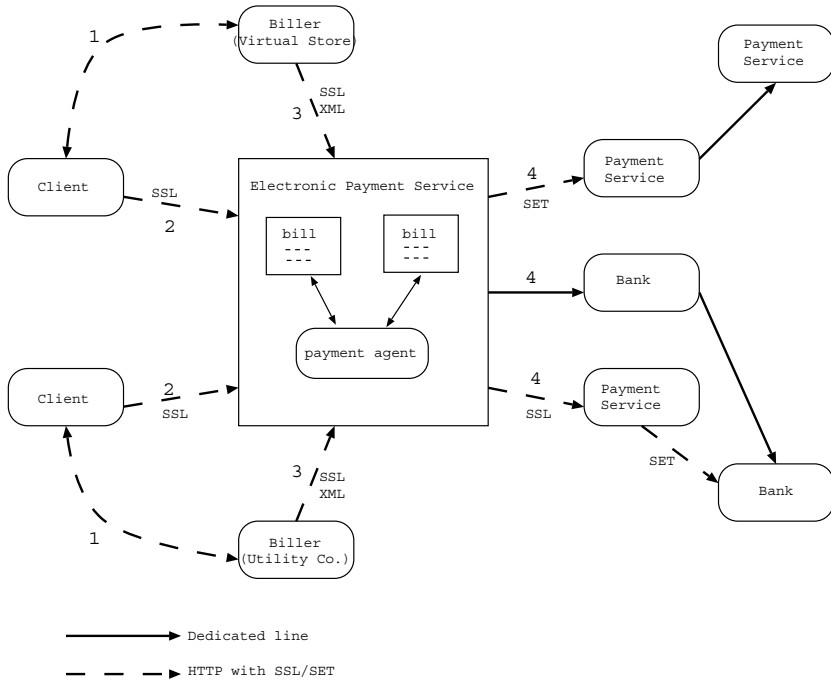 1
Biller
(Virtual Store)
Payment
Service
3
SSL
XML
Client
SSL
2
Electronic Payment Service
4
SET
Payment
Service
bill
---
---
bill
---
---
4
Bank
payment agent
Client
2
SSL
4
SSL
Payment
Service
SET
Bank
3
SSL
XML
1
Biller
(Utility Co.)
Dedicated line
HTTP with SSL/SET